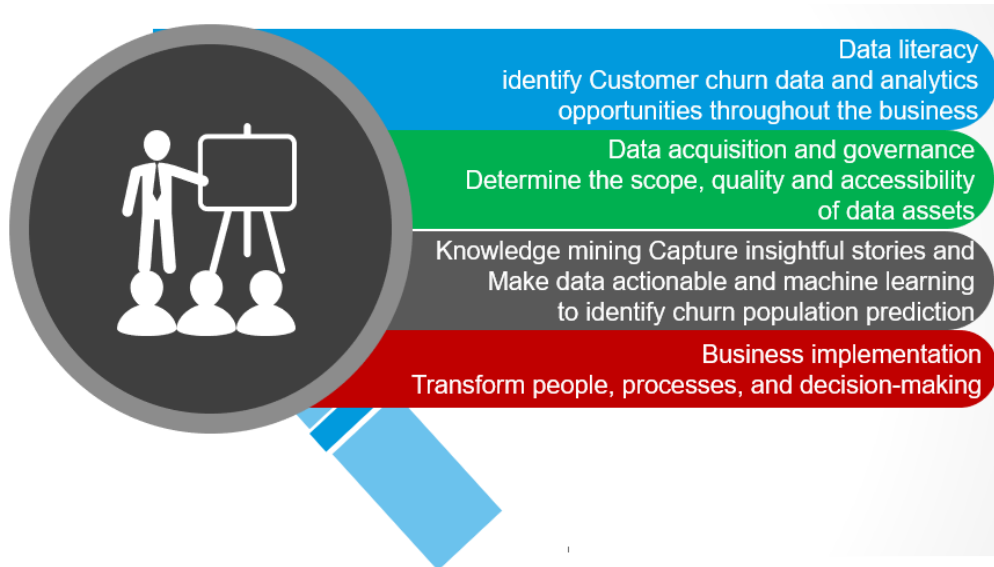 Data literacy
identify Customer churn data and analytics
opportunities throughout the business
Data acquisition and governance
Determine the scope, quality and accessibility
of data assets
Knowledge mining Capture insightful stories and
Make data actionable and machine learning
to identify churn population prediction
Business implementation
Transform people, processes, and decision-making